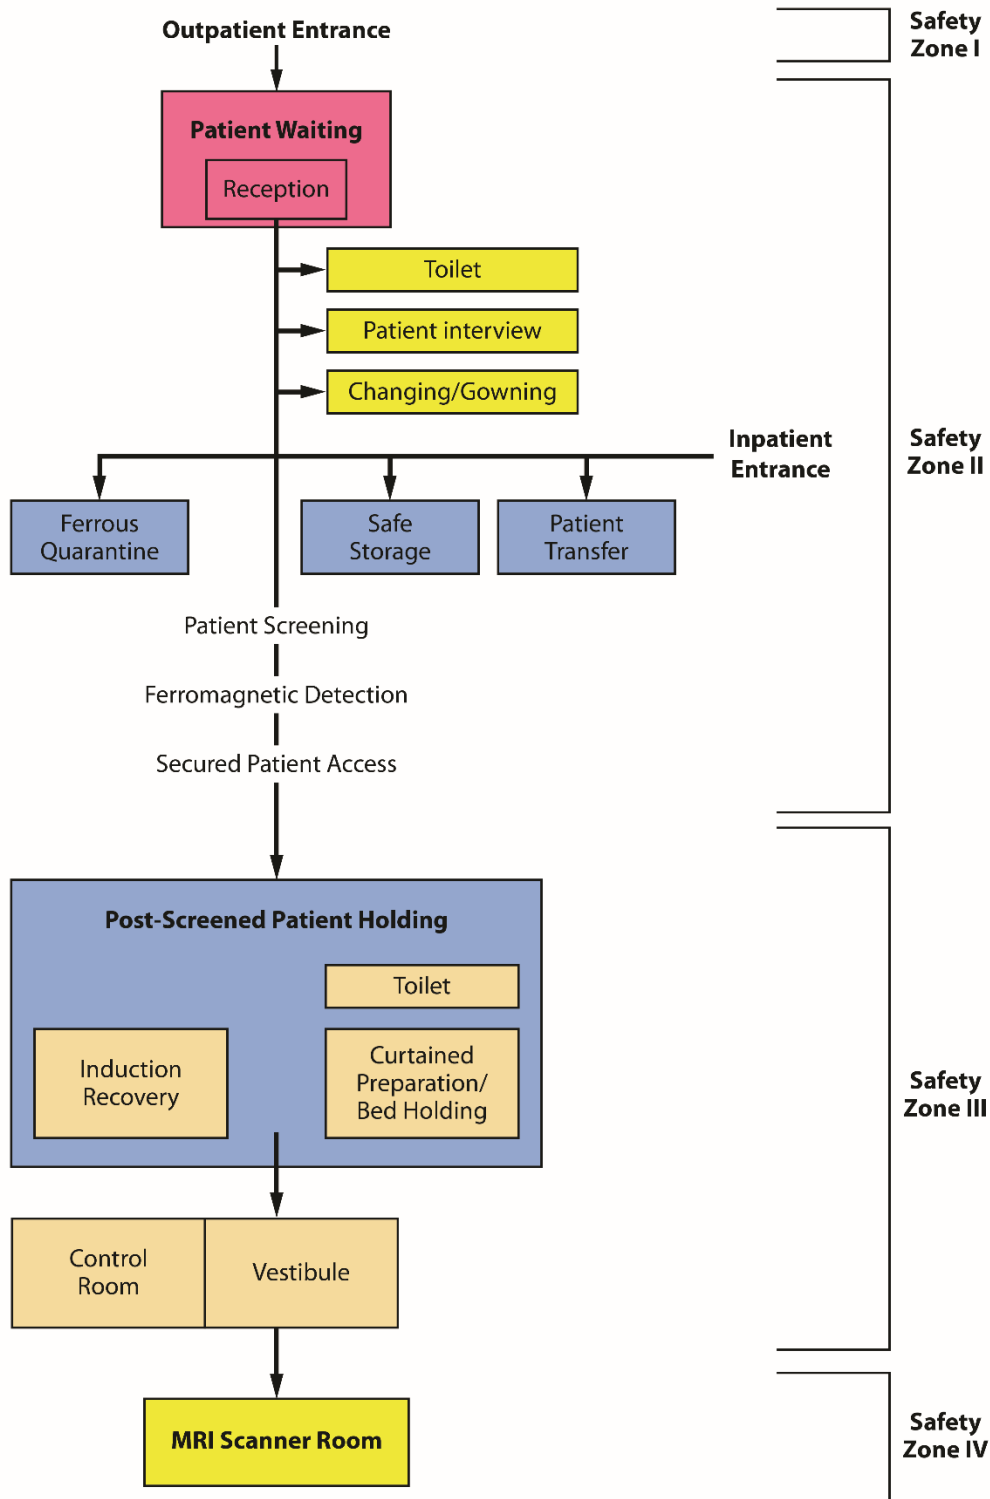 Outpatient Entrance
Safety
Zone I
Patient Waiting
Reception
Toilet
Patient interview
Changing/Gowning
Inpatient
Entrance
Safety
Zone II
Ferrous
Quarantine
Safe
Storage
Patient
Transfer
Patient Screening
Ferromagnetic Detection
Secured Patient Access
Post-Screened Patient Holding
Toilet
Induction
Recovery
Curtained
Preparation/
Bed Holding
Safety
Zone III
Control
Room
Vestibule
MRI Scanner Room
Safety
Zone IV